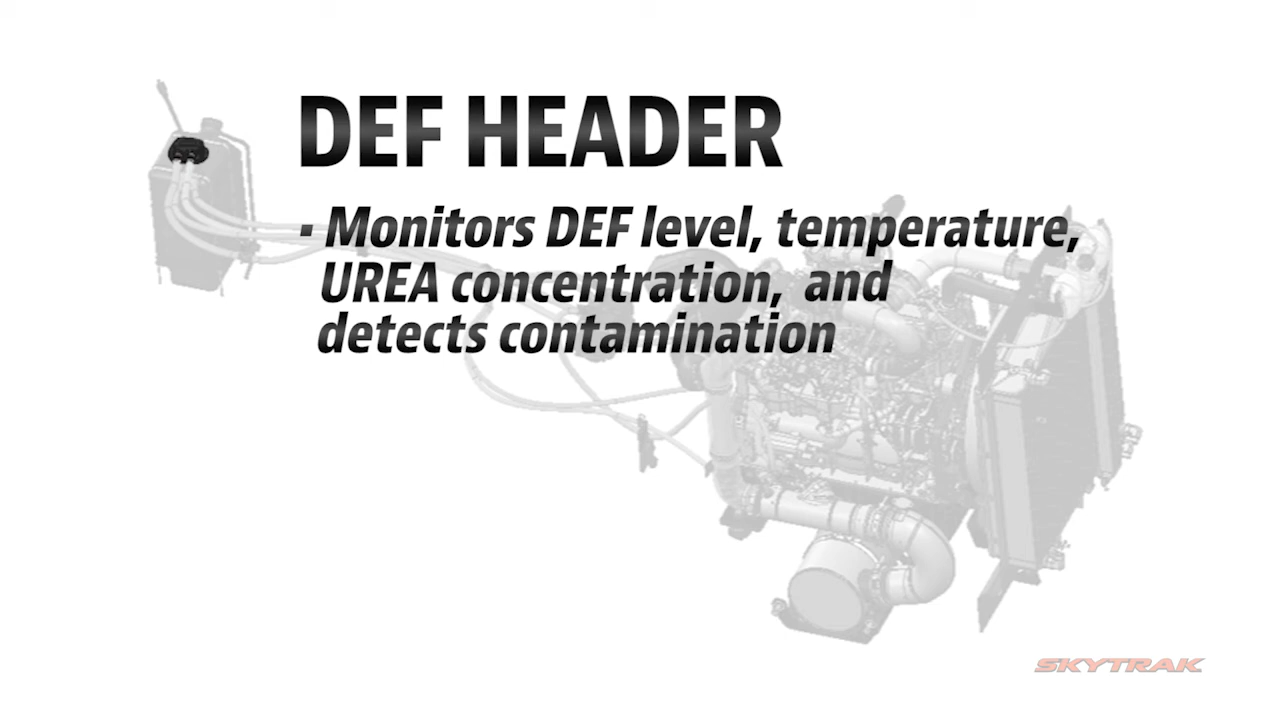 DEF HEADER
· Monitors DEF level, temperature,
UREA concentration, and
detects contamination
SKYTRAK